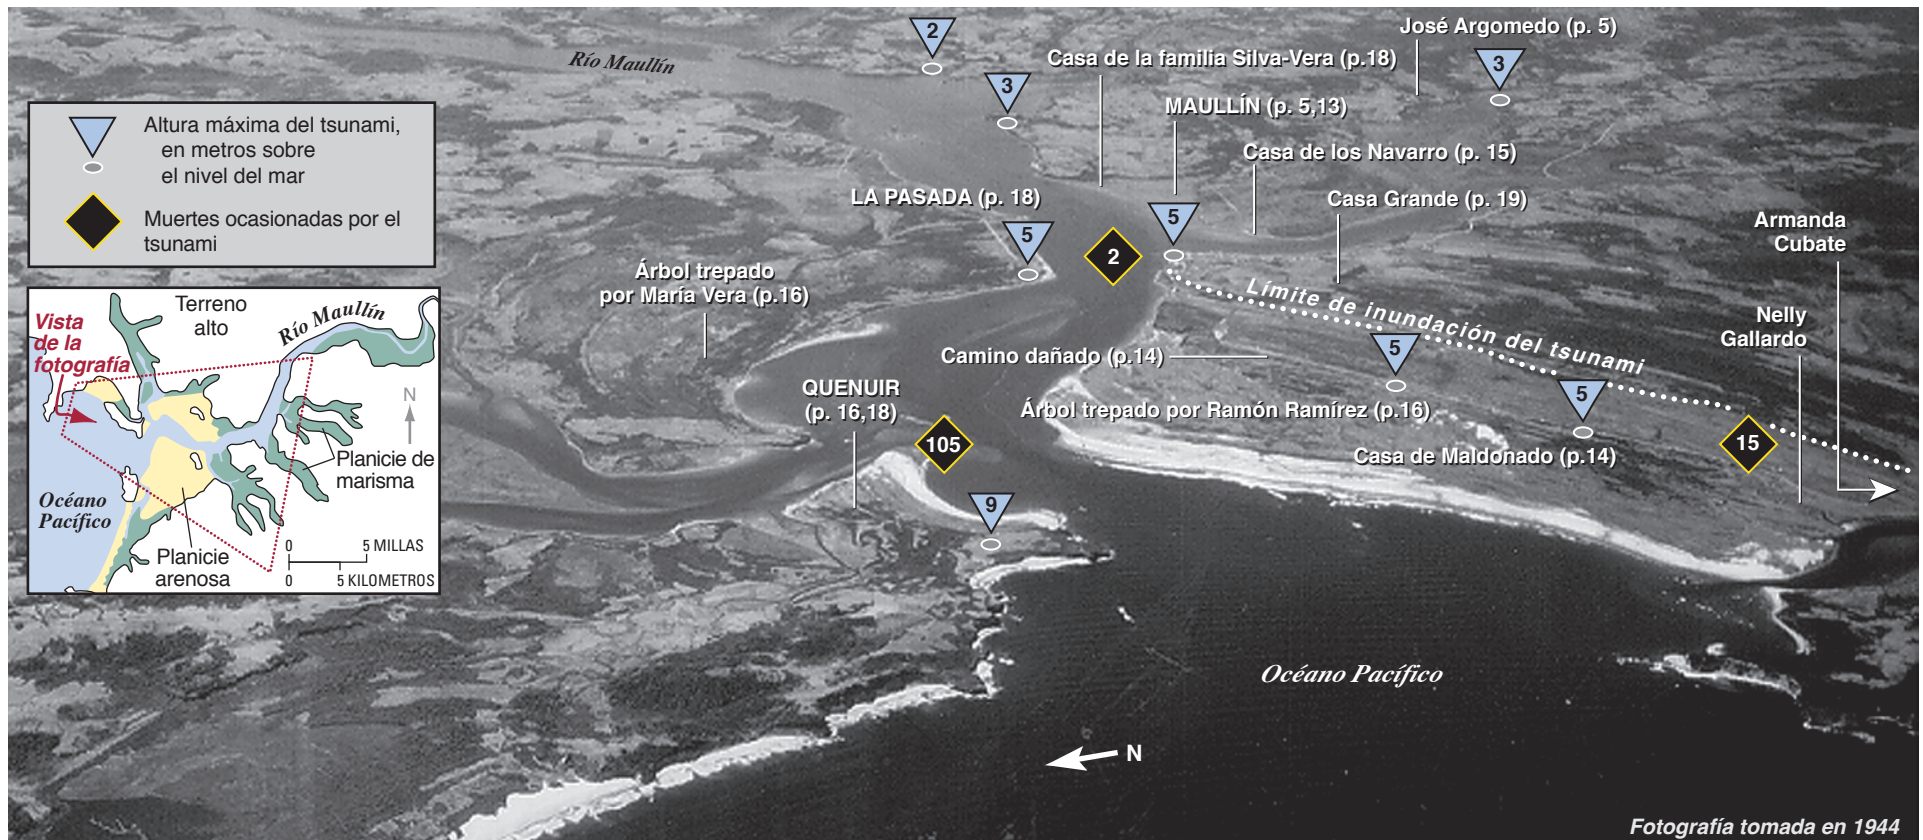 Río Maullín
2
3
José Argomedo (p. 5)
3
Casa de la familia Silva-Vera (p.18)
MAULLÍN (p. 5,13)
Casa de los Navarro (p. 15)
LA PASADA (p. 18)
5
2
5
Casa Grande (p. 19)
Armanda
Cubate
Árbol trepado
por María Vera (p.16)
Límite de inundación del tsunami
Nelly
Gallardo
Camino dañado (p.14)
5
5
QUENUIR
(p. 16,18)
Árbol trepado por Ramón Ramírez (p.16)
105
15
Casa de Maldonado (p.14)
9
Océano Pacífico
N
Fotografía tomada en 1944
Altura máxima del tsunami,
en metros sobre
el nivel del mar
Muertes ocasionadas por el
tsunami
Terreno
alto
Río Maullín
Vista
de la
fotografía
N
Planicie de
marisma
Océano
Pacífico
Planicie
arenosa
0 5 MILLAS
0 5 KILOMETROS